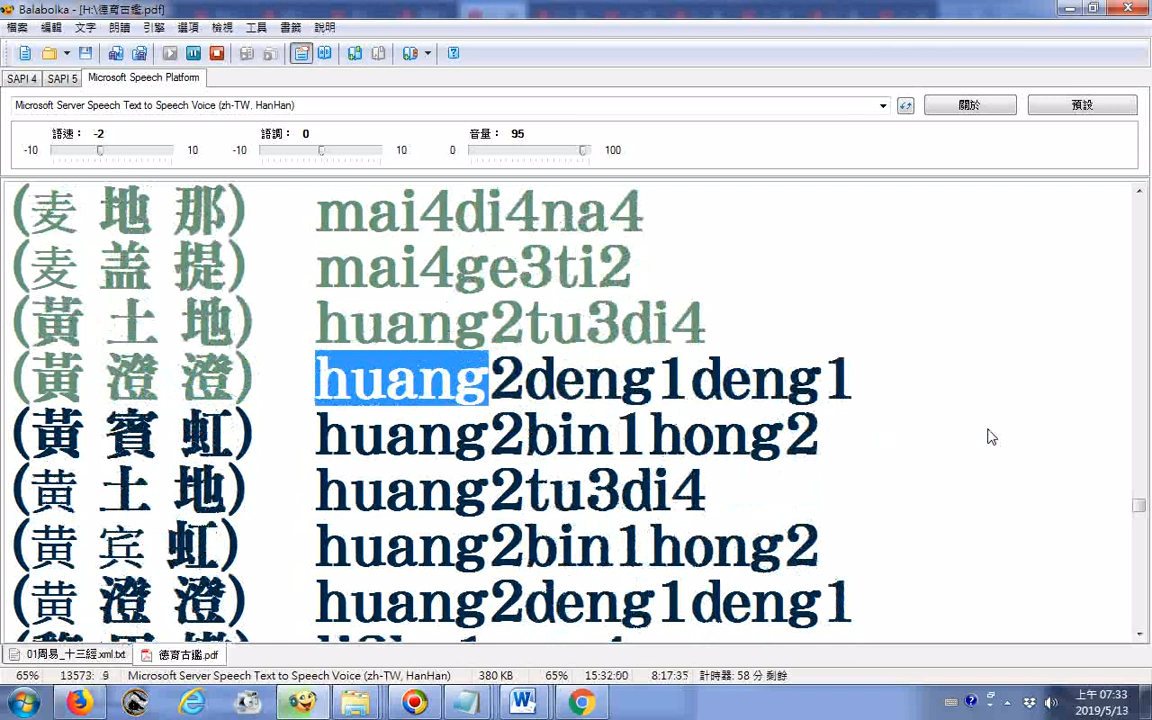 Balabolka - [H:\德育古鑑.pdf]
檔案 編輯 文字 朗讀 引擎 選項 檢視 工具 書籤 說明
SAPI 4 SAPI 5 Microsoft Speech Platform
Microsoft Server Speech Text to Speech Voice (zh-TW, HanHan) 關於 預設
語速： -2 語調： 0 音量： 95
-10 10 -10 10 0 100
(麦 地 那) mai4di4na4
(麦 盖 提) mai4ge3ti2
(黃 土 地) huang2tu3di4
(黃 澄 澄) huang2deng1deng1
(黃 賓 虹) huang2bin1hong2
(黄 土 地) huang2tu3di4
(黄 宾 虹) huang2bin1hong2
(黄 澄 澄) huang2deng1deng1
01周易_十三經.xml.txt 德育古鑑.pdf
65% 13573: 9 Microsoft Server Speech Text to Speech Voice (zh-TW, HanHan) 380 KB 65% 15:32:00 8:17:35 計時器: 58 分 剩餘
上午 07:33
2019/5/13